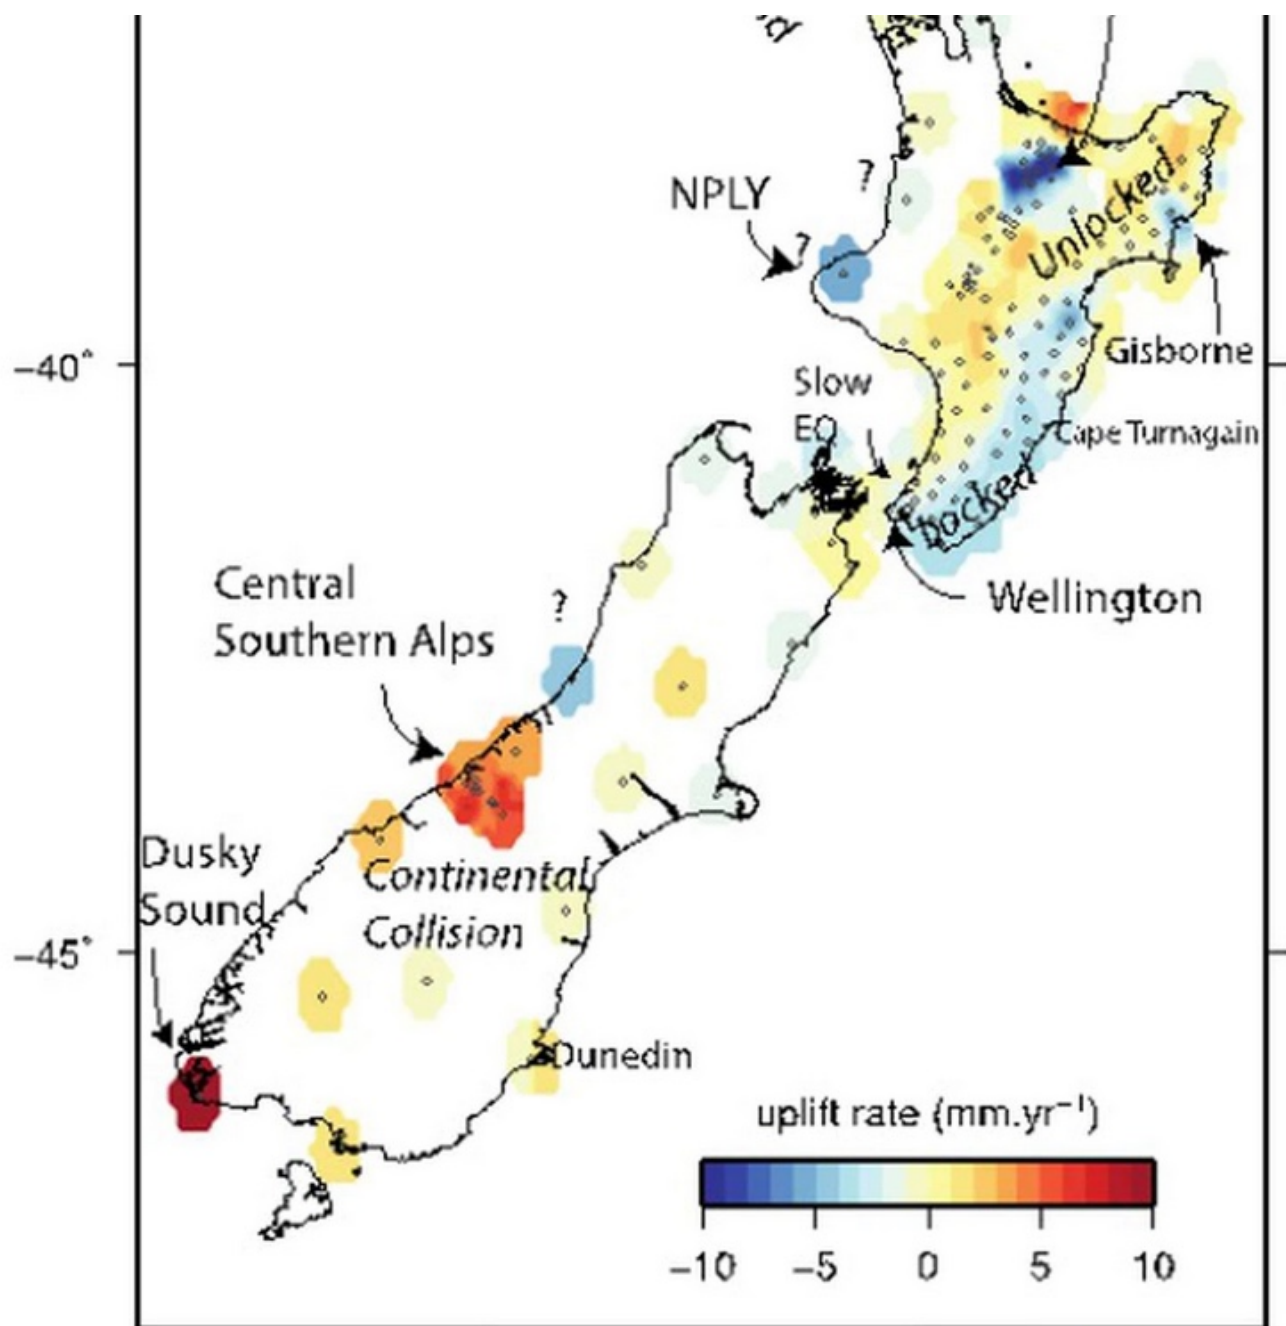 NPLY
?
?
Unlocked
-40°
Gisborne
Slow
EQ
Cape Turnagain
Locked
Central
Southern Alps
?
Wellington
Dusky
Sound
Continental
Collision
-45°
Dunedin
uplift rate (mm.yr⁻¹)
-10 -5 0 5 10